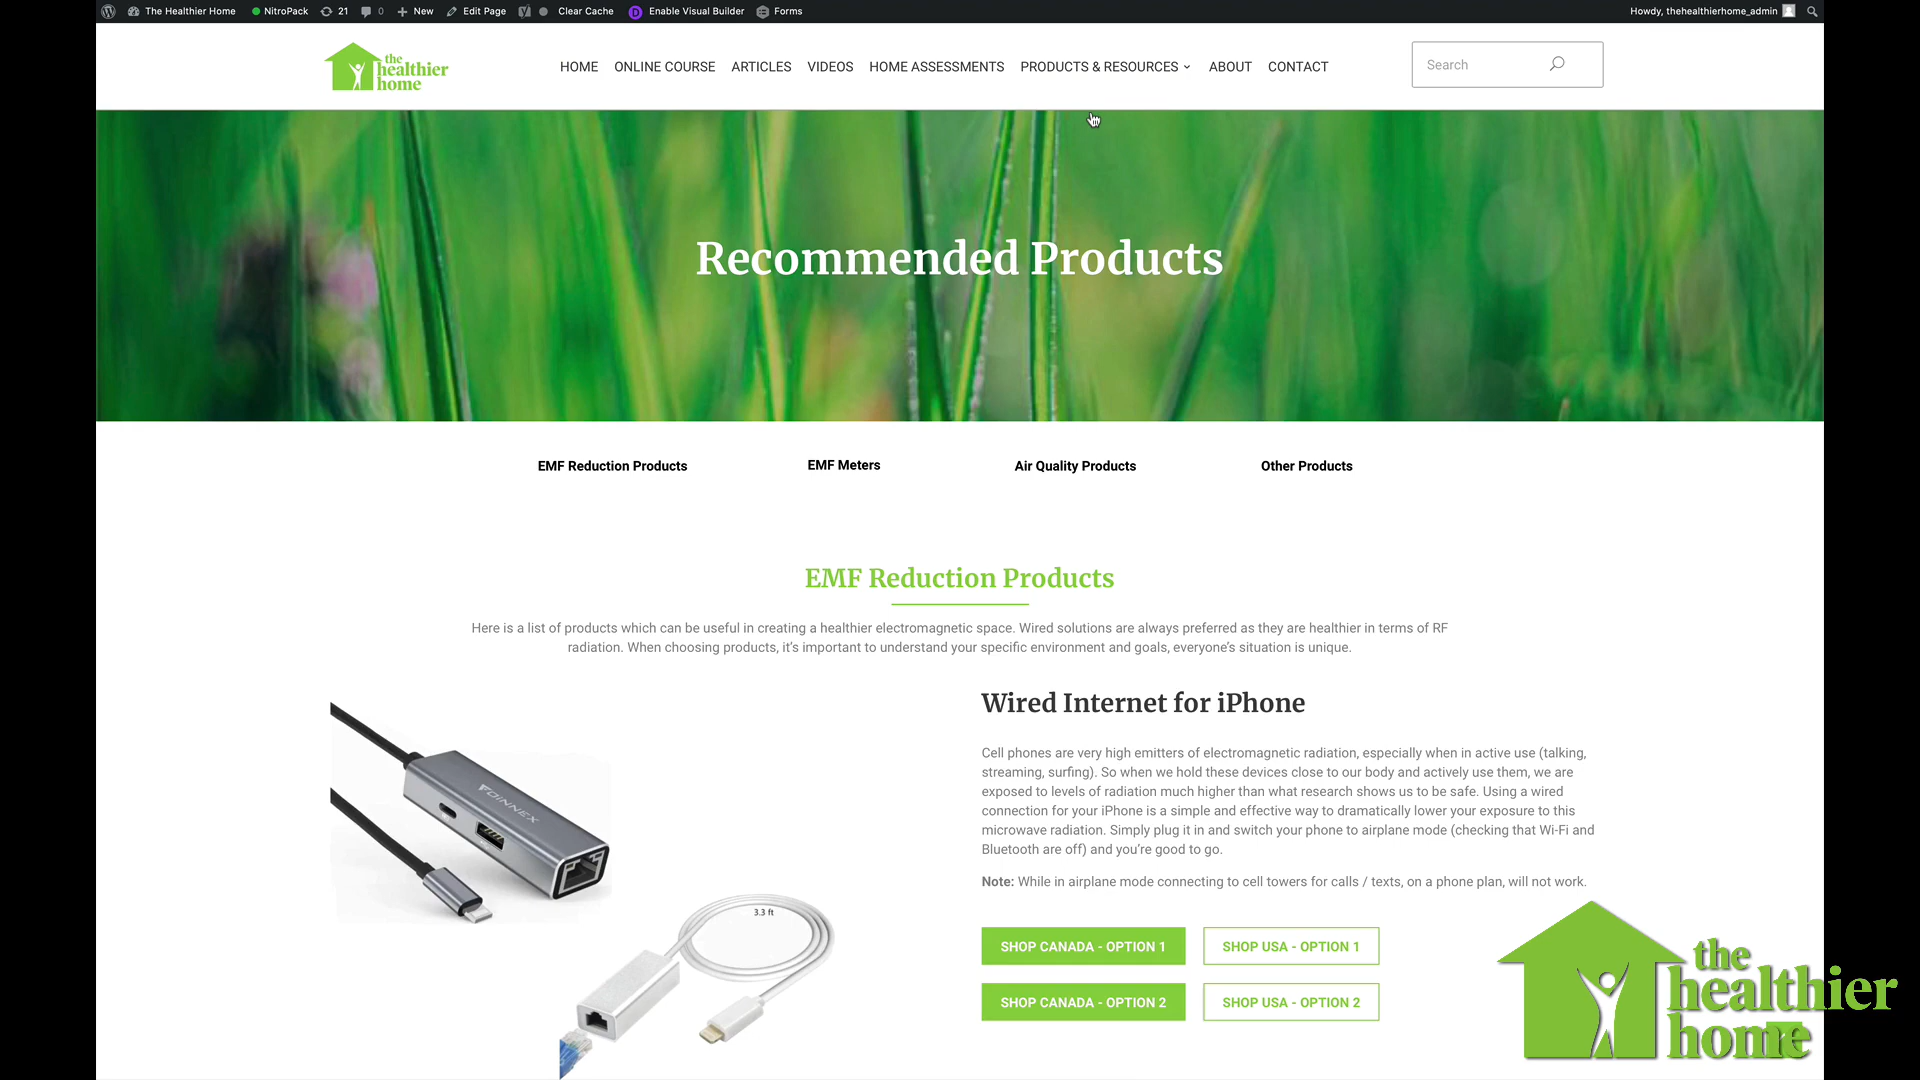 The Healthier Home NitroPack 21 0 New Edit Page Clear Cache Enable Visual Builder Forms Howdy, thehealthierhome_admin
the
healthier
home
HOME ONLINE COURSE ARTICLES VIDEOS HOME ASSESSMENTS PRODUCTS & RESOURCES ABOUT CONTACT
Search
Recommended Products
EMF Reduction Products EMF Meters Air Quality Products Other Products
EMF Reduction Products
Here is a list of products which can be useful in creating a healthier electromagnetic space. Wired solutions are always preferred as they are healthier in terms of RF
radiation. When choosing products, it's important to understand your specific environment and goals, everyone's situation is unique.
FOINNEX
3.3 ft
Wired Internet for iPhone
Cell phones are very high emitters of electromagnetic radiation, especially when in active use (talking,
streaming, surfing). So when we hold these devices close to our body and actively use them, we are
exposed to levels of radiation much higher than what research shows us to be safe. Using a wired
connection for your iPhone is a simple and effective way to dramatically lower your exposure to this
microwave radiation. Simply plug it in and switch your phone to airplane mode (checking that Wi-Fi and
Bluetooth are off) and you're good to go.
Note: While in airplane mode connecting to cell towers for calls / texts, on a phone plan, will not work.
SHOP CANADA - OPTION 1 SHOP USA - OPTION 1
SHOP CANADA - OPTION 2 SHOP USA - OPTION 2
the
healthier
home